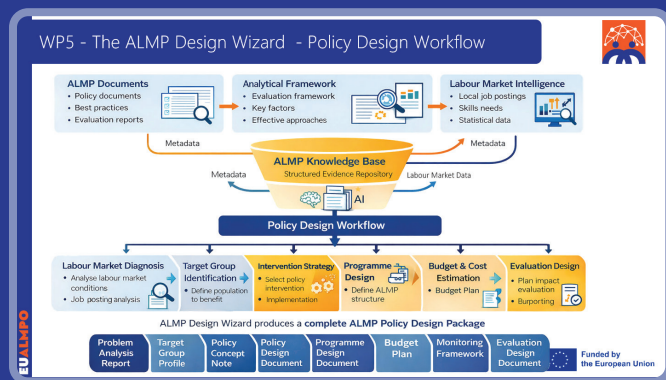 WP5 - The ALMP Design Wizard - Policy Design Workflow
ALMP Documents
• Policy documents
• Best practices
• Evaluation reports
Analytical Framework
• Evaluation framework
• Key factors
• Effective approaches
Labour Market Intelligence
• Local job postings
• Skills needs
• Statistical data
Metadata
Metadata
ALMP Knowledge Base
Structured Evidence Repository
Metadata
Labour Market Data
AI
Policy Design Workflow
Labour Market Diagnosis
• Analyse labour market
conditions
• Job posting analysis
Target Group
Identification
• Define population
to benefit
Intervention Strategy
• Select policy
intervention
• Implementation
Programme
Design
• Define ALMP
structure
Budget & Cost
Estimation
• Budget Plan
Evaluation Design
• Plan impact
evaluation
• Burporting
ALMP Design Wizard produces a complete ALMP Policy Design Package
Problem
Analysis
Report
Target
Group
Profile
Policy
Concept
Note
Policy
Design
Document
Programme
Design
Document
Budget
Plan
Monitoring
Framework
Evaluation
Design
Document
EUALMPO
Funded by
the European Union